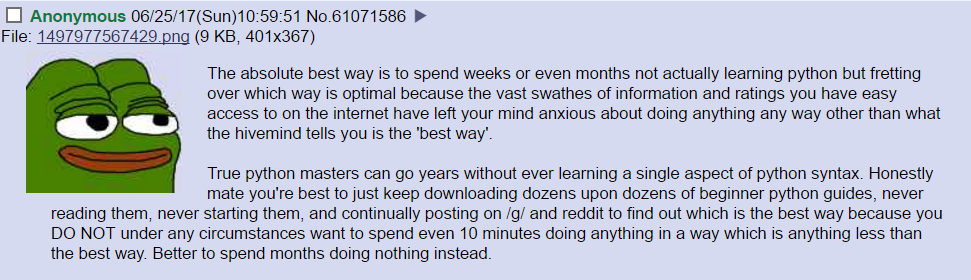 Anonymous 06/25/17(Sun)10:59:51 No.61071586 ▶
File: 1497977567429.png (9 KB, 401x367)
The absolute best way is to spend weeks or even months not actually learning python but fretting
over which way is optimal because the vast swathes of information and ratings you have easy
access to on the internet have left your mind anxious about doing anything any way other than what
the hivemind tells you is the 'best way'.
True python masters can go years without ever learning a single aspect of python syntax. Honestly
mate you're best to just keep downloading dozens upon dozens of beginner python guides, never
reading them, never starting them, and continually posting on /g/ and reddit to find out which is the best way because you
DO NOT under any circumstances want to spend even 10 minutes doing anything in a way which is anything less than
the best way. Better to spend months doing nothing instead.